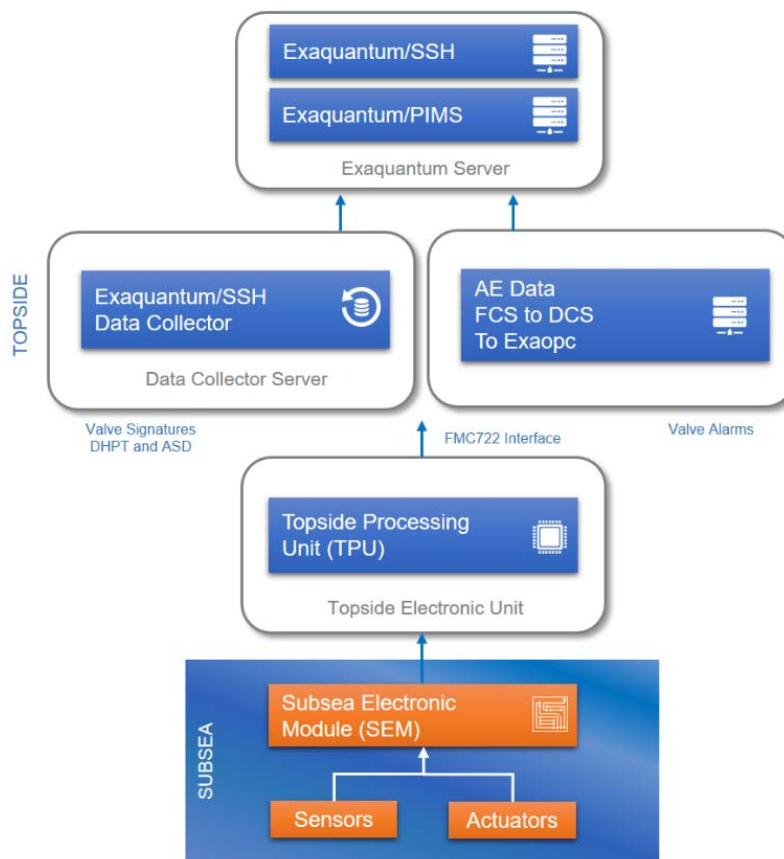 Exaquantum/SSH
Exaquantum/PIMS
Exaquantum Server
TOPSIDE
Exaquantum/SSH
Data Collector
Data Collector Server
AE Data
FCS to DCS
To Exaopc
Valve Signatures
DHPT and ASD
FMC722 Interface
Valve Alarms
Topside Processing
Unit (TPU)
Topside Electronic Unit
SUBSEA
Subsea Electronic
Module (SEM)
Sensors
Actuators